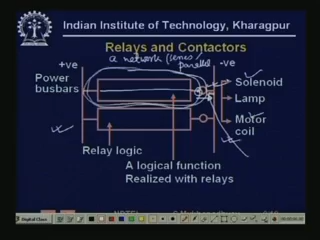 Indian Institute of Technology, Kharagpur
Relays and Contactors
a network (series
parallel
+ve
-ve
Power
busbars
Solenoid
Lamp
Motor
coil
Relay logic
A logical function
Realized with relays